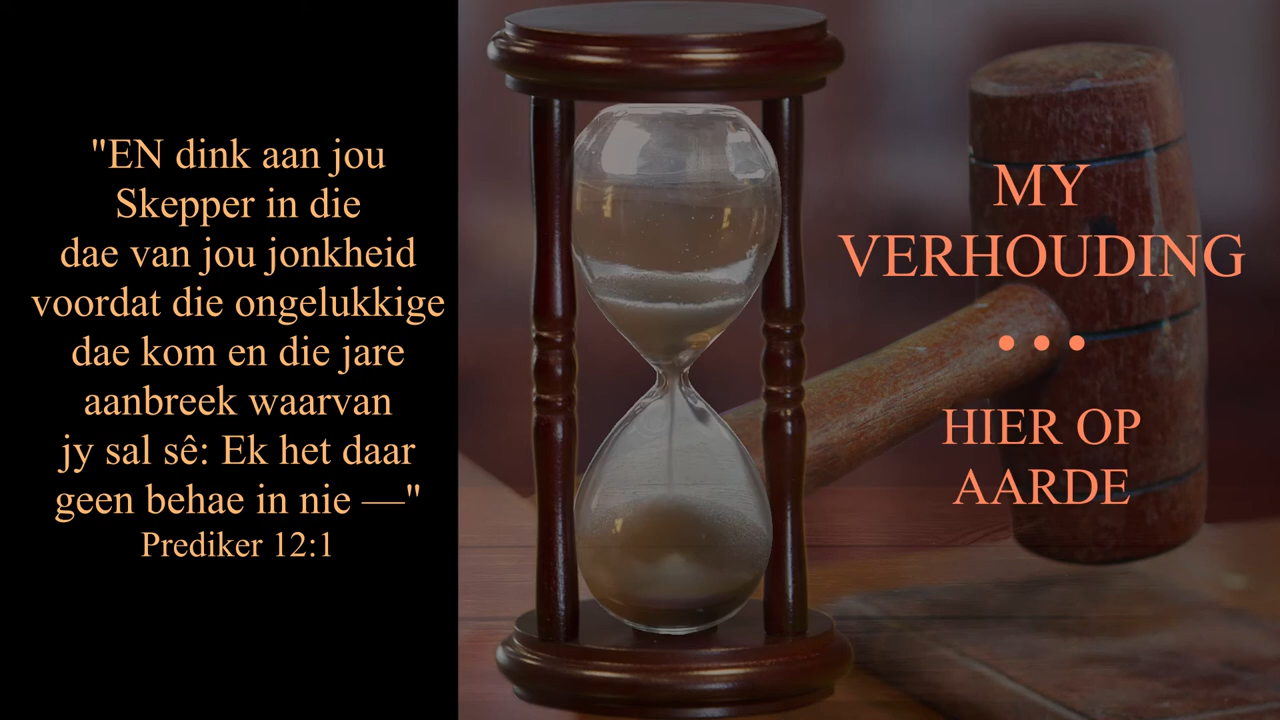 "EN dink aan jou
Skepper in die
dae van jou jonkheid
voordat die ongelukkige
dae kom en die jare
aanbreek waarvan
jy sal sê: Ek het daar
geen behae in nie —"
Prediker 12:1
MY
VERHOUDING
• • •
HIER OP
AARDE